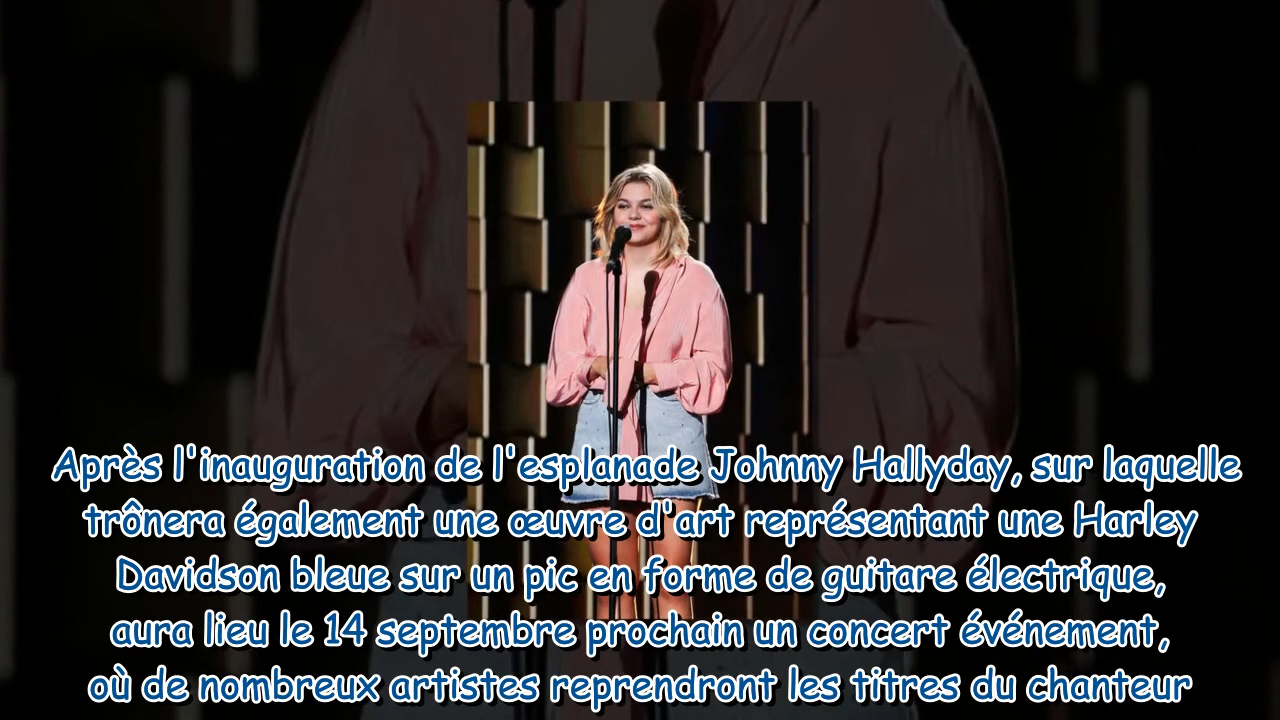 Après l'inauguration de l'esplanade Johnny Hallyday, sur laquelle
trônera également une œuvre d'art représentant une Harley
Davidson bleue sur un pic en forme de guitare électrique,
aura lieu le 14 septembre prochain un concert événement,
où de nombreux artistes reprendront les titres du chanteur